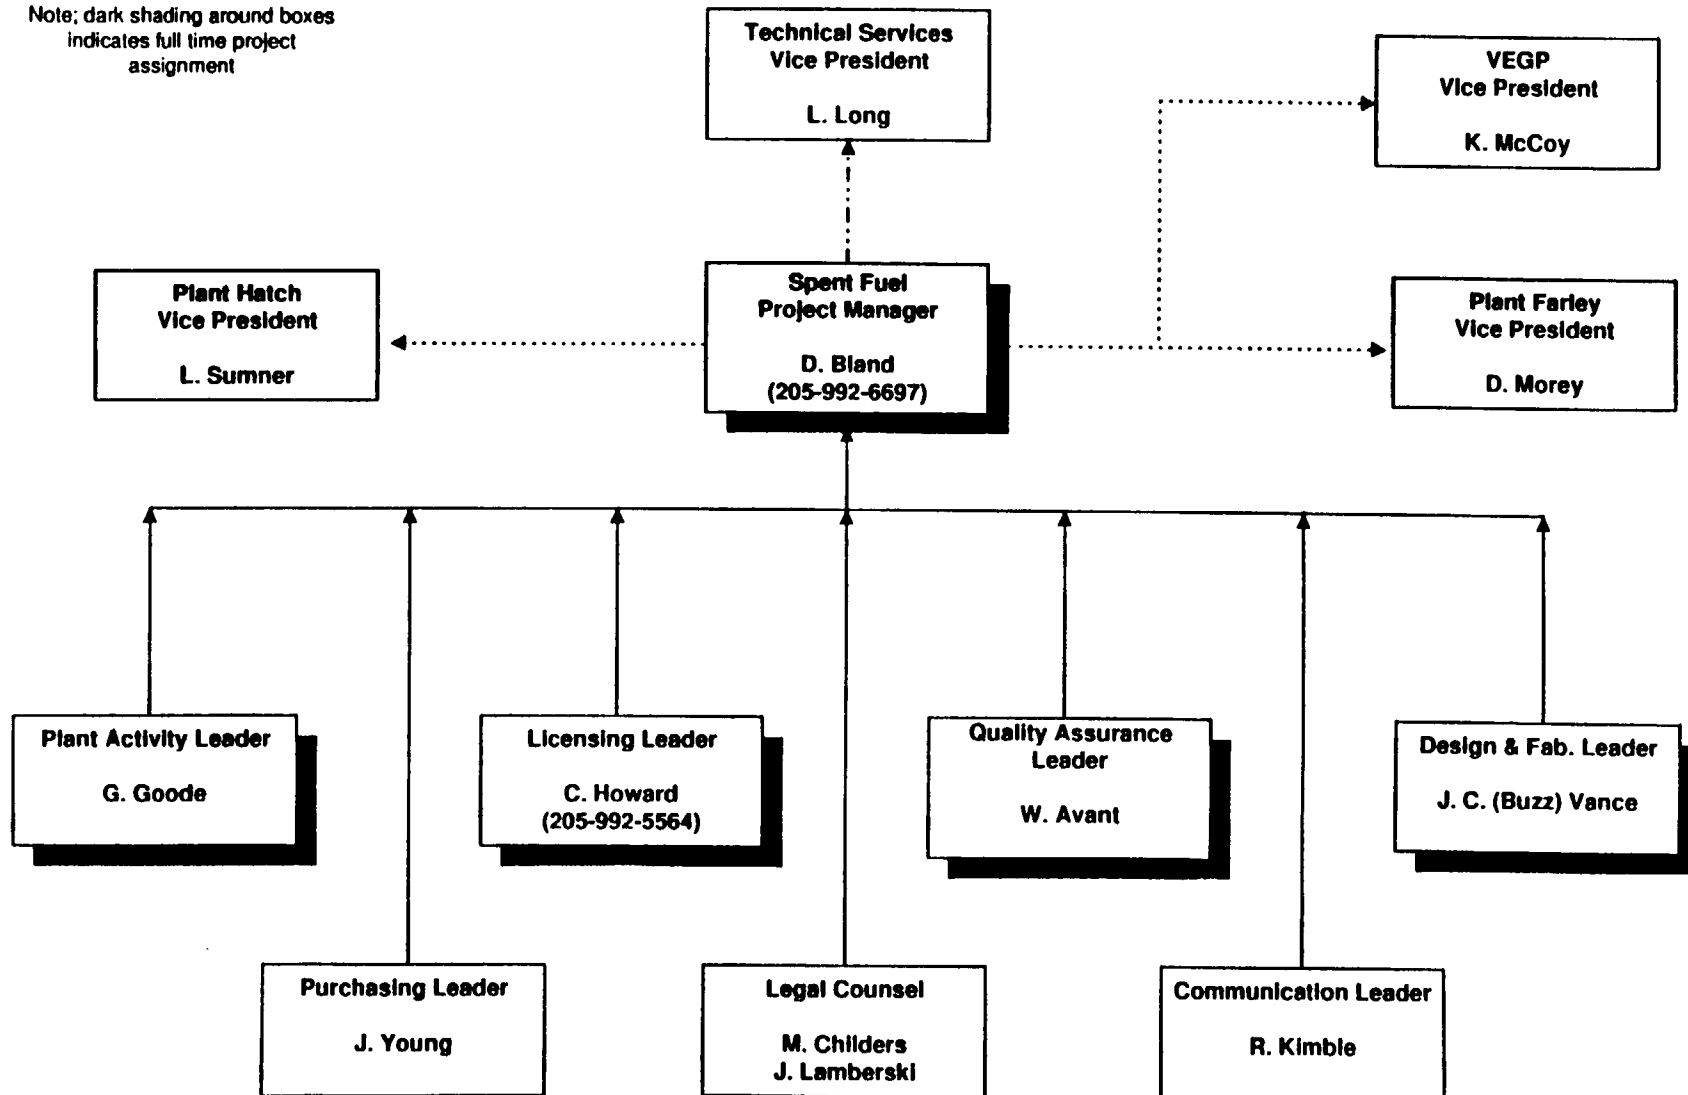 Note; dark shading around boxes
indicates full time project
assignment
Technical Services
Vice President
L. Long
VEGP
Vice President
K. McCoy
Plant Hatch
Vice President
L. Sumner
Spent Fuel
Project Manager
D. Bland
(205-992-6697)
Plant Farley
Vice President
D. Morey
Plant Activity Leader
G. Goode
Licensing Leader
C. Howard
(205-992-5564)
Quality Assurance
Leader
W. Avant
Design & Fab. Leader
J. C. (Buzz) Vance
Purchasing Leader
J. Young
Legal Counsel
M. Childers
J. Lamberski
Communication Leader
R. Kimble